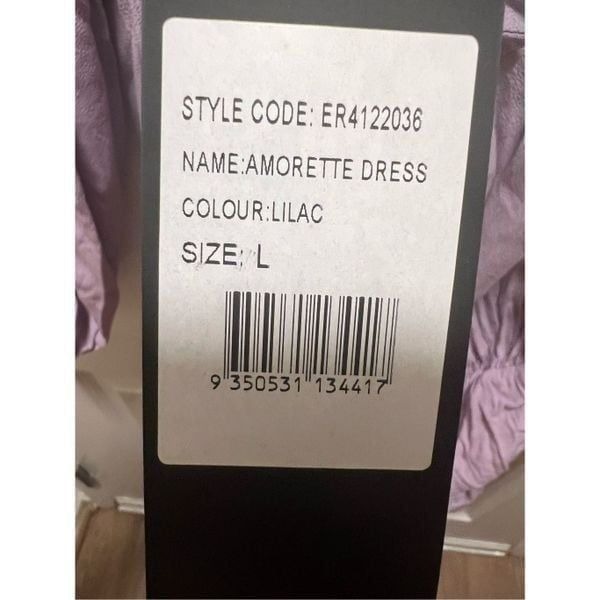 STYLE CODE: ER4122036
NAME:AMORETTE DRESS
COLOUR:LILAC
SIZE: L
9 350531 134417